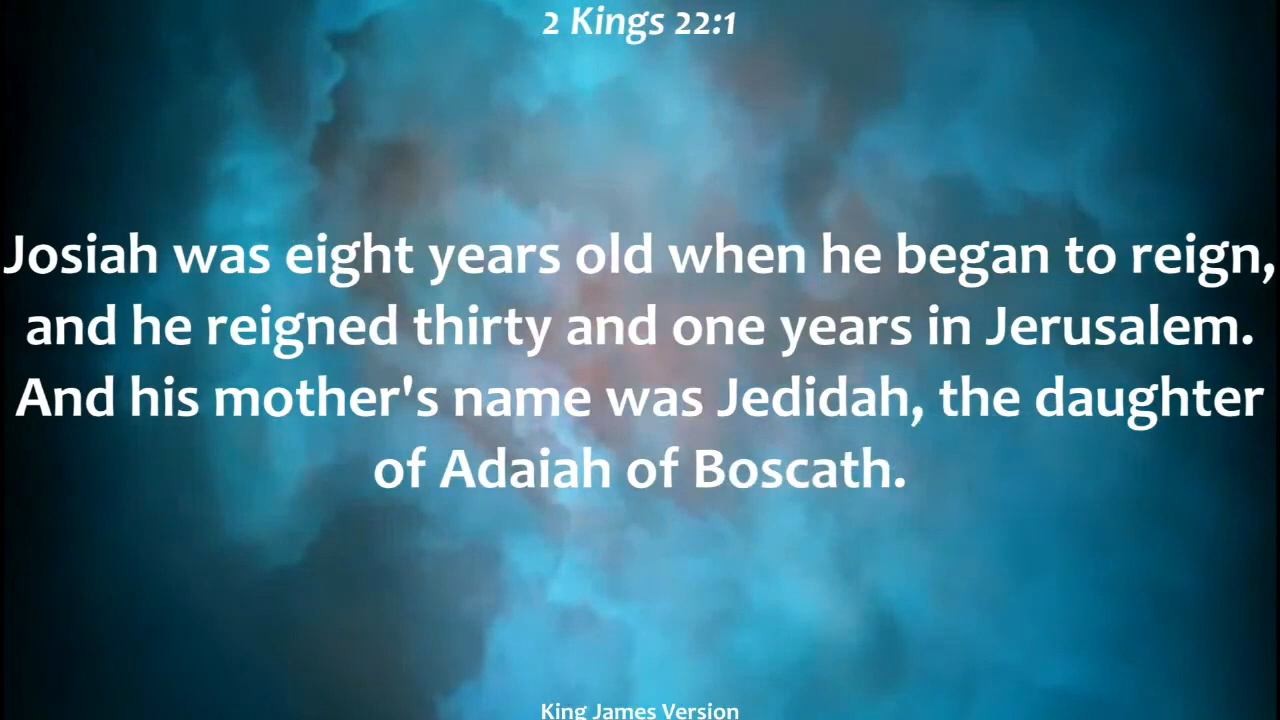 2 Kings 22:1
Josiah was eight years old when he began to reign,
and he reigned thirty and one years in Jerusalem.
And his mother's name was Jedidah, the daughter
of Adaiah of Boscath.
King James Version